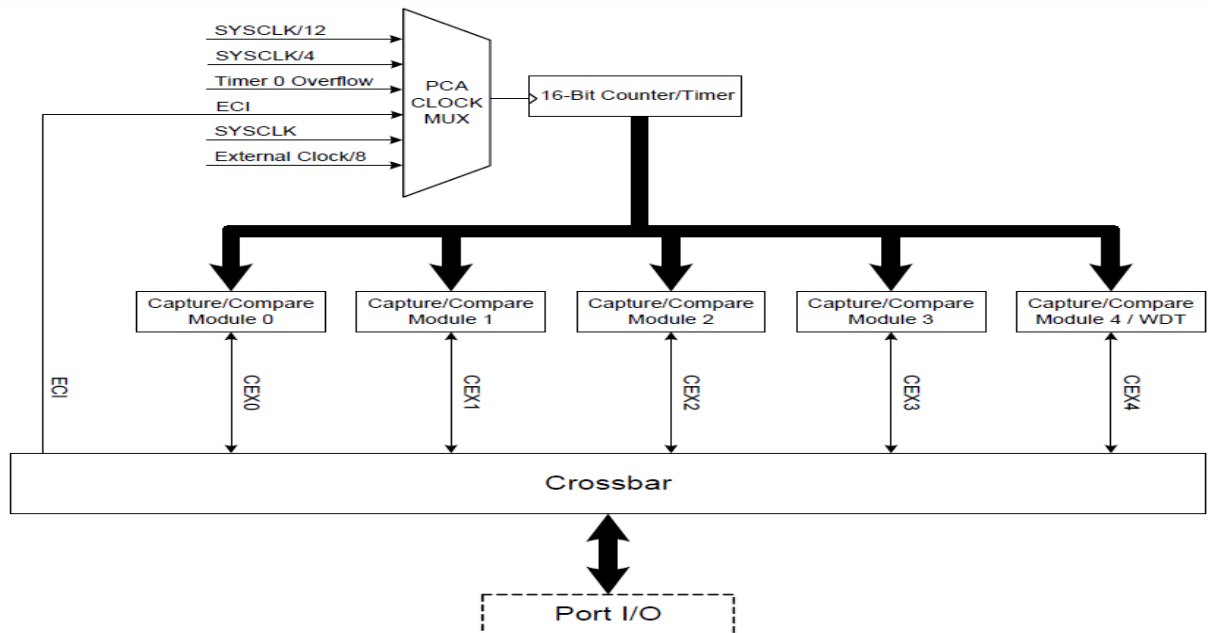 SYSCLK/12
SYSCLK/4
Timer 0 Overflow
ECI
SYSCLK
External Clock/8
PCA
CLOCK
MUX
16-Bit Counter/Timer
Capture/Compare
Module 0
Capture/Compare
Module 1
Capture/Compare
Module 2
Capture/Compare
Module 3
Capture/Compare
Module 4 / WDT
ECI
CEX0
CEX1
CEX2
CEX3
CEX4
Crossbar
Port I/O